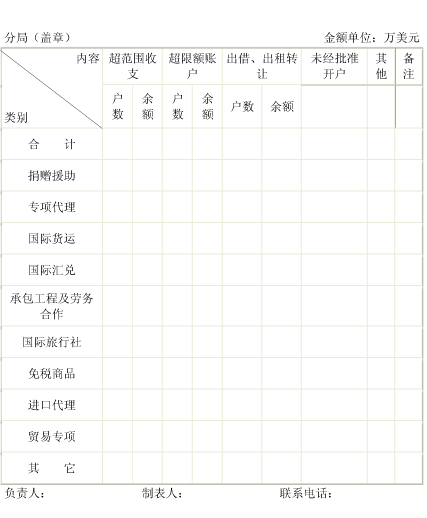 分局（盖章） 金额单位：万美元
内容 超范围收支 超限额账户 出借、出租转让 未经批准开户 其他 备注
类别 户数 余额 户数 余额 户数 余额
合 计
捐赠援助
专项代理
国际货运
国际汇兑
承包工程及劳务
合作
国际旅行社
免税商品
进口代理
贸易专项
其 它
负责人： 制表人： 联系电话：